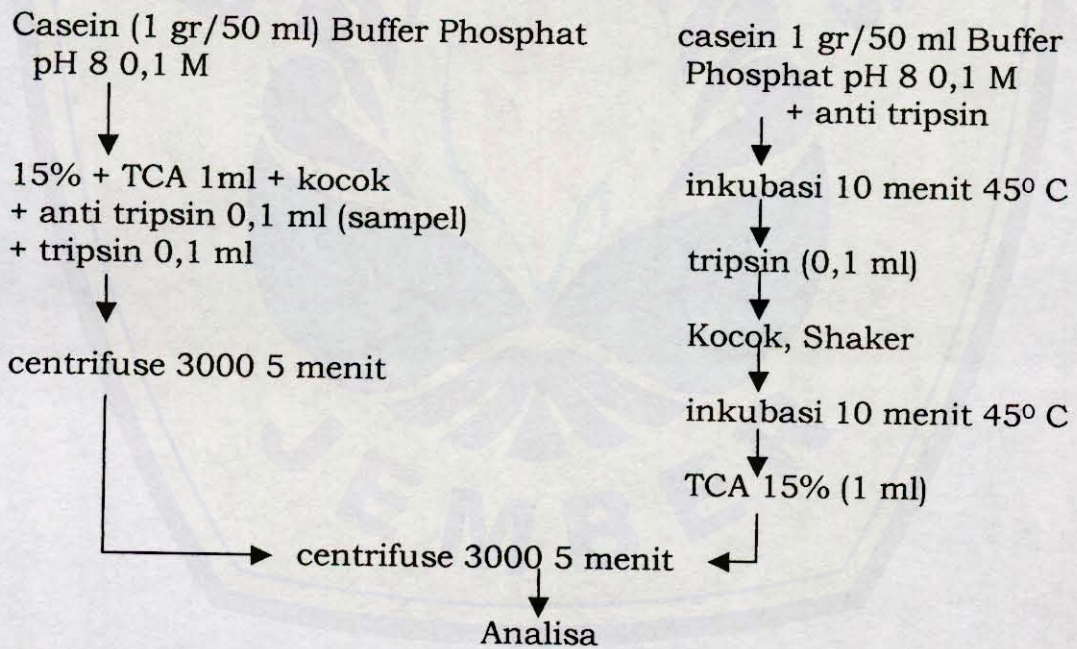 Casein (1 gr/50 ml) Buffer Phosphat
pH 8 0,1 M
15% + TCA 1ml + kocok
+ anti tripsin 0,1 ml (sampel)
+ tripsin 0,1 ml
centrifuse 3000 5 menit
casein 1 gr/50 ml Buffer
Phosphat pH 8 0,1 M
+ anti tripsin
inkubasi 10 menit 45⁰ C
tripsin (0,1 ml)
Kocok, Shaker
inkubasi 10 menit 45⁰ C
TCA 15% (1 ml)
centrifuse 3000 5 menit
Analisa
JEMBER